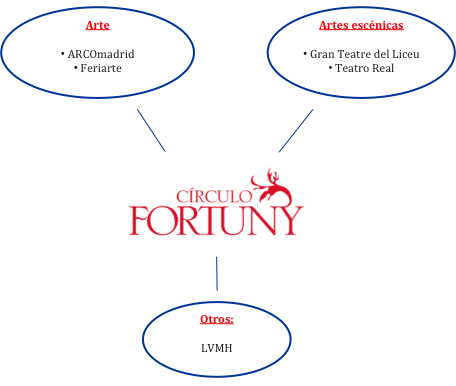 Arte
• ARCOmadrid
• Feriarte
Artes escénicas
• Gran Teatre del Liceu
• Teatro Real
CÍRCULO
FORTUNY
Otros:
LVMH